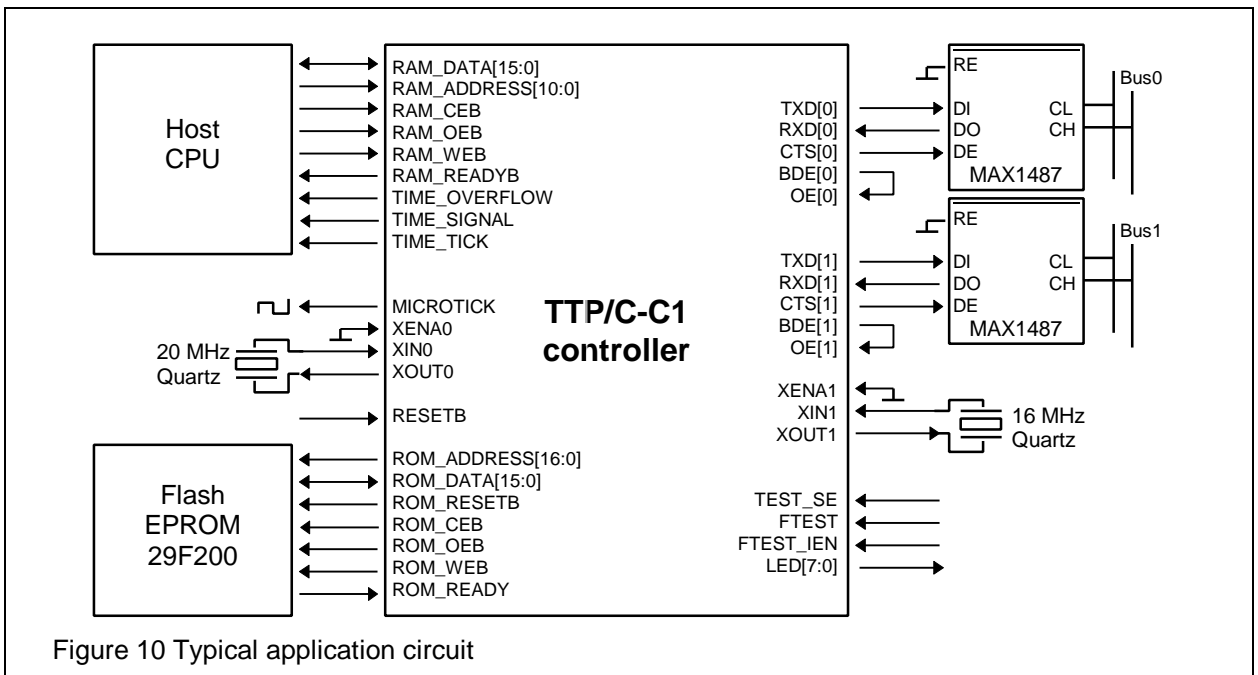 Host
CPU
RAM_DATA[15:0]
RAM_ADDRESS[10:0]
RAM_CEB
RAM_OEB
RAM_WEB
RAM_READYB
TIME_OVERFLOW
TIME_SIGNAL
TIME_TICK
MICROTICK
XENA0
XIN0
XOUT0
20 MHz
Quartz
RESETB
Flash
EPROM
29F200
ROM_ADDRESS[16:0]
ROM_DATA[15:0]
ROM_RESETB
ROM_CEB
ROM_OEB
ROM_WEB
ROM_READY
TTP/C-C1
controller
TXD[0]
RXD[0]
CTS[0]
BDE[0]
OE[0]
RE
DI
DO
DE
CL
CH
MAX1487
Bus0
TXD[1]
RXD[1]
CTS[1]
BDE[1]
OE[1]
RE
DI
DO
DE
CL
CH
MAX1487
Bus1
XENA1
XIN1
XOUT1
16 MHz
Quartz
TEST_SE
FTEST
FTEST_IEN
LED[7:0]
Figure 10 Typical application circuit